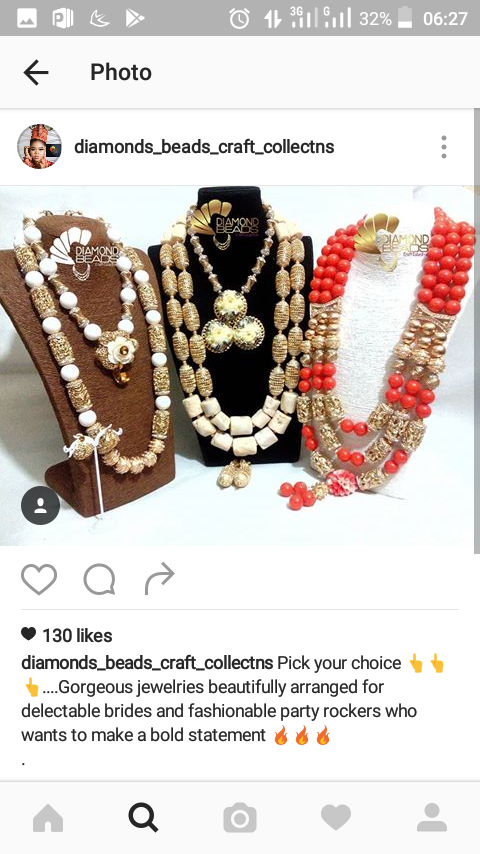 3G G 32% 06:27
Photo
diamonds_beads_craft_collectns
DIAMOND
BEADS
DIAMOND
BEADS
DIAMOND
BEADS
130 likes
diamonds_beads_craft_collectns Pick your choice 👆👆
👆....Gorgeous jewelries beautifully arranged for
delectable brides and fashionable party rockers who
wants to make a bold statement 🔥🔥🔥
.